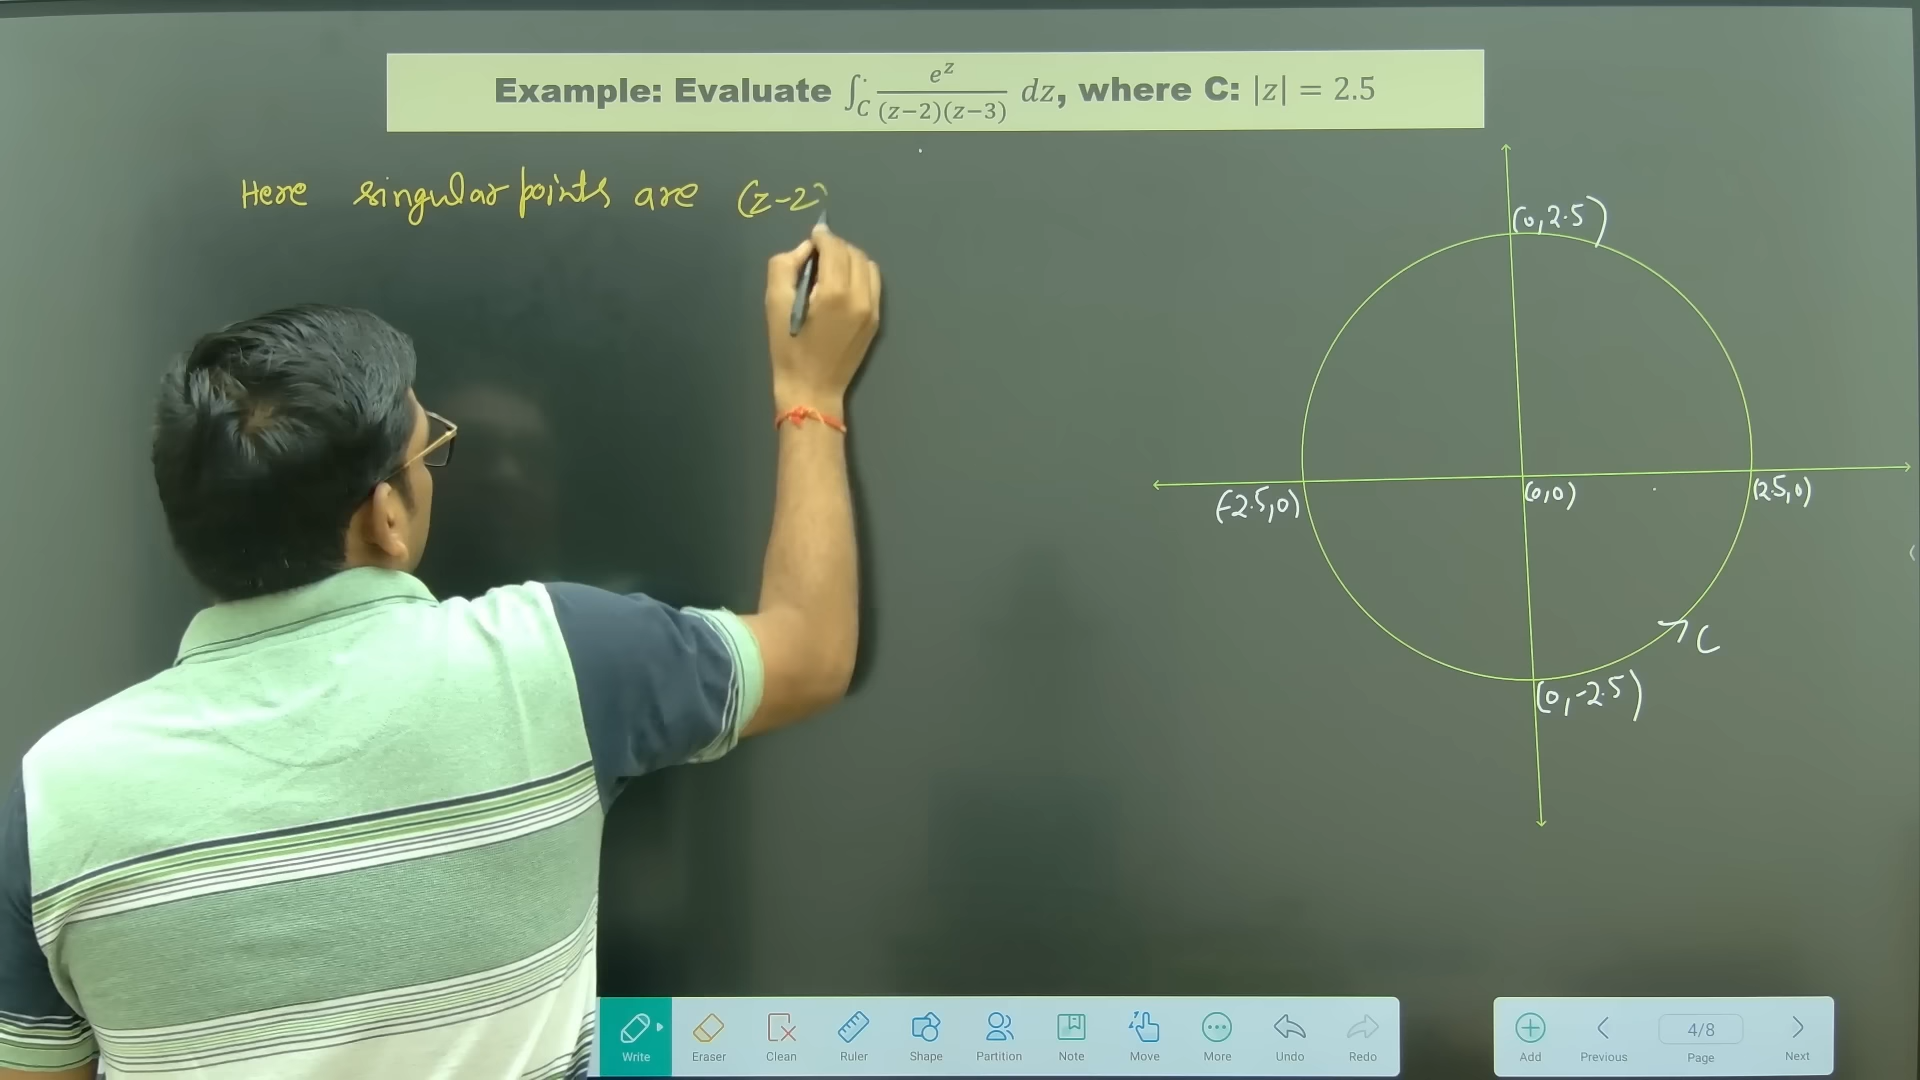 Example: Evaluate ∫_C e^z/((z−2)(z−3)) dz, where C: |z| = 2.5
Here singular points are (z-2)
(0, 2.5)
(-2.5, 0)
(0,0)
(2.5, 0)
C
(0, -2.5)
Write Eraser Clean Ruler Shape Partition Note Move More Undo Redo
Add Previous 4/8 Page Next